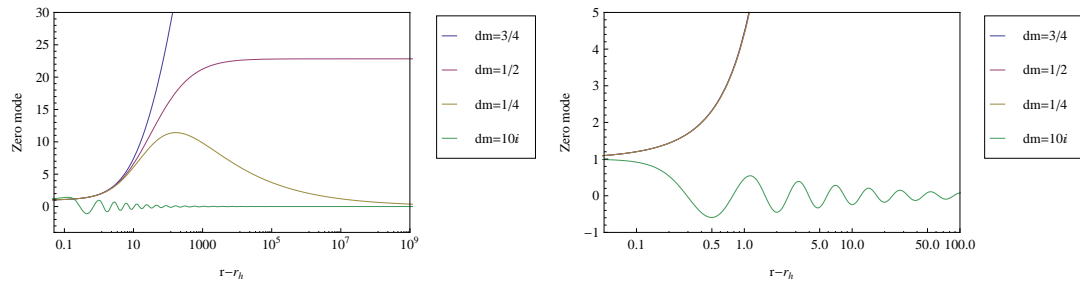 30
25
20
15
10
5
0
Zero mode
0.1 10 1000 10^5 10^7 10^9
r−r_h
dm=3/4
dm=1/2
dm=1/4
dm=10i
5
4
3
2
1
0
−1
Zero mode
0.1 0.5 1.0 5.0 10.0 50.0 100.0
r−r_h
dm=3/4
dm=1/2
dm=1/4
dm=10i